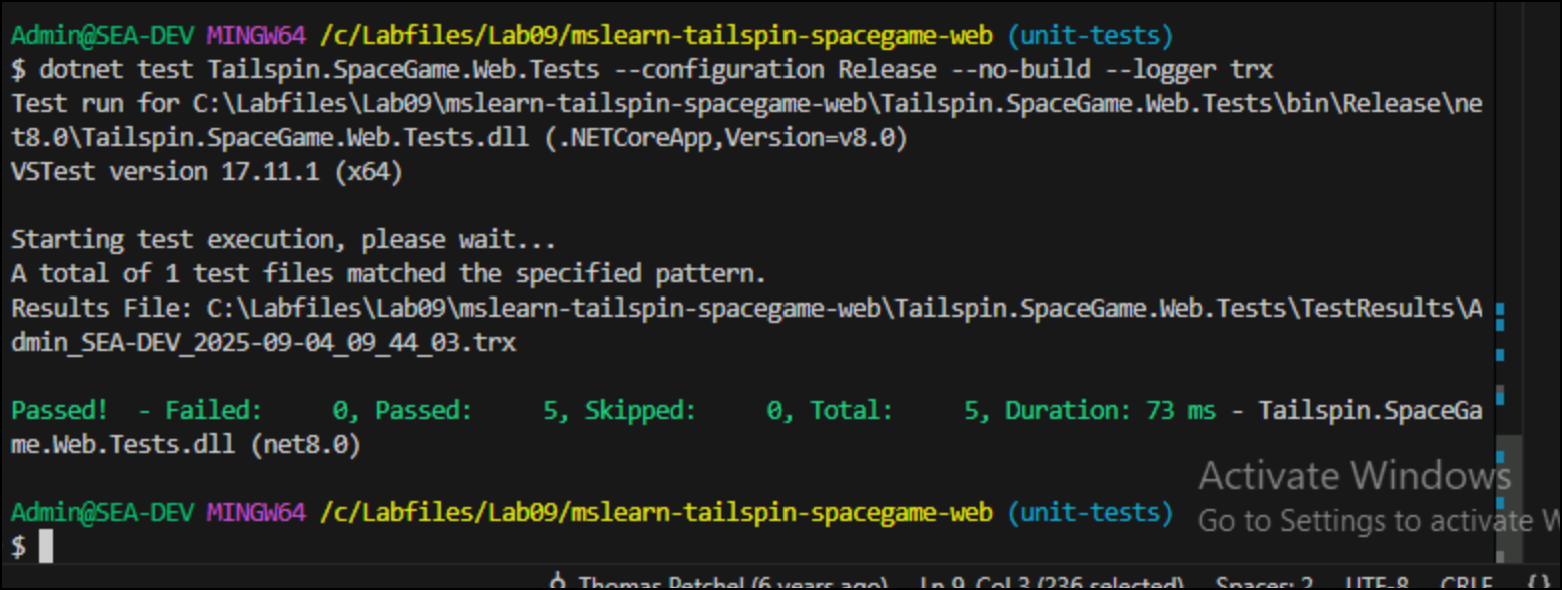 Admin@SEA-DEV MINGW64 /c/Labfiles/Lab09/mslearn-tailspin-spacegame-web (unit-tests)
$ dotnet test Tailspin.SpaceGame.Web.Tests --configuration Release --no-build --logger trx
Test run for C:\Labfiles\Lab09\mslearn-tailspin-spacegame-web\Tailspin.SpaceGame.Web.Tests\bin\Release\ne
t8.0\Tailspin.SpaceGame.Web.Tests.dll (.NETCoreApp,Version=v8.0)
VSTest version 17.11.1 (x64)
Starting test execution, please wait...
A total of 1 test files matched the specified pattern.
Results File: C:\Labfiles\Lab09\mslearn-tailspin-spacegame-web\Tailspin.SpaceGame.Web.Tests\TestResults\A
dmin_SEA-DEV_2025-09-04_09_44_03.trx
Passed!  - Failed:     0, Passed:     5, Skipped:     0, Total:     5, Duration: 73 ms - Tailspin.SpaceGa
me.Web.Tests.dll (net8.0)
Activate Windows
Admin@SEA-DEV MINGW64 /c/Labfiles/Lab09/mslearn-tailspin-spacegame-web (unit-tests)
Go to Settings to activate W
$
Thomas Petchel (6 years ago) Ln 9, Col 3 (236 selected) Spaces: 2 UTF-8 CRLF {}